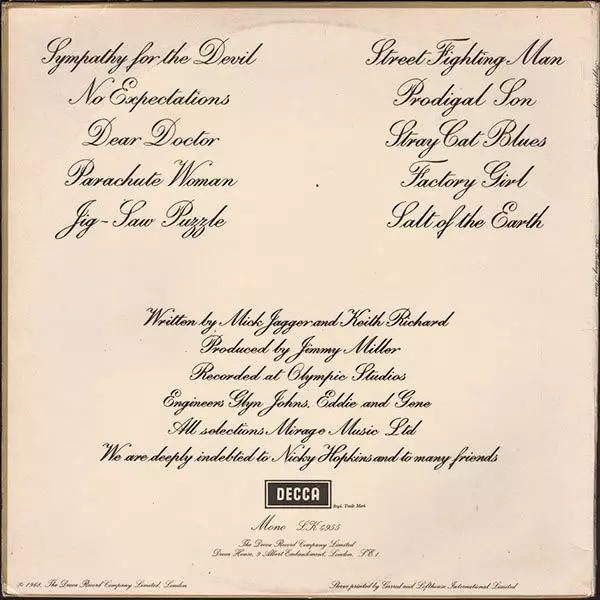 Sympathy for the Devil
No Expectations
Dear Doctor
Parachute Woman
Jig-Saw Puzzle
Street Fighting Man
Prodigal Son
Stray Cat Blues
Factory Girl
Salt of the Earth
Written by Mick Jagger and Keith Richard
Produced by Jimmy Miller
Recorded at Olympic Studios
Engineers Glyn Johns, Eddie and Gene
All selections Mirage Music Ltd
We are deeply indebted to Nicky Hopkins and to many friends
DECCA
Regd. Trade Mark
Mono LK 4955
The Decca Record Company Limited
Decca House, 9 Albert Embankment, London, S.E.1.
© 1968, The Decca Record Company Limited, London
Sleeve printed by Garrod and Lofthouse International Limited